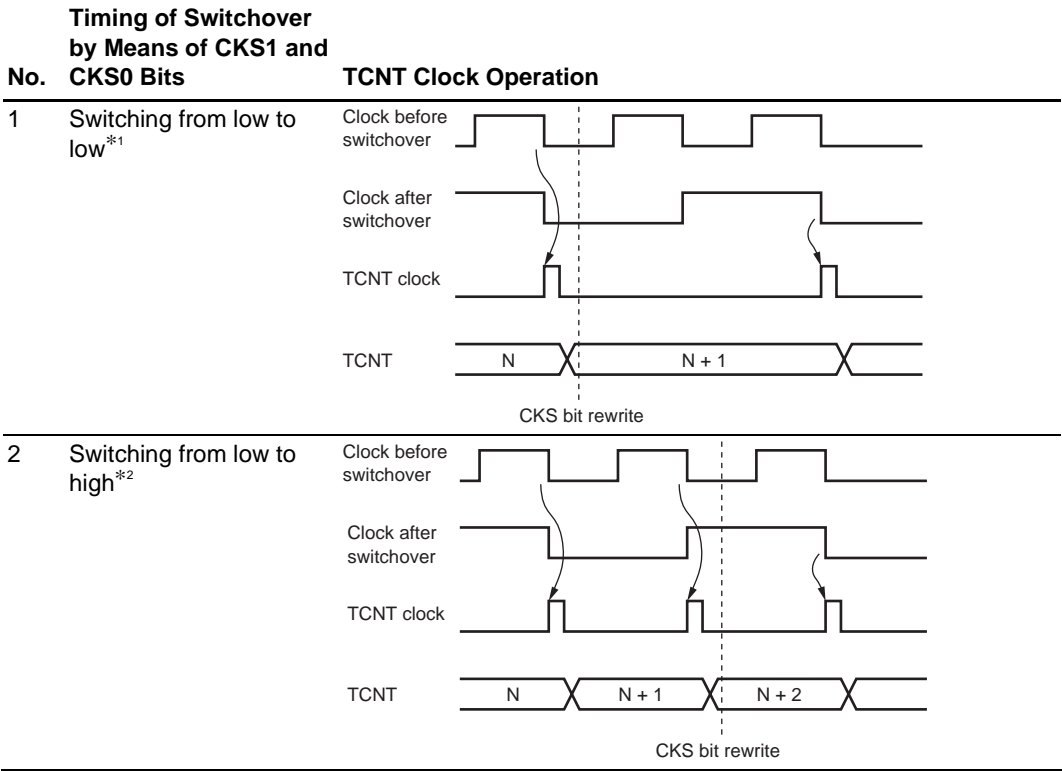 Timing of Switchover
by Means of CKS1 and
No. CKS0 Bits TCNT Clock Operation
1 Switching from low to
low*1
Clock before
switchover
Clock after
switchover
TCNT clock
TCNT N N + 1
CKS bit rewrite
2 Switching from low to
high*2
Clock before
switchover
Clock after
switchover
TCNT clock
TCNT N N + 1 N + 2
CKS bit rewrite